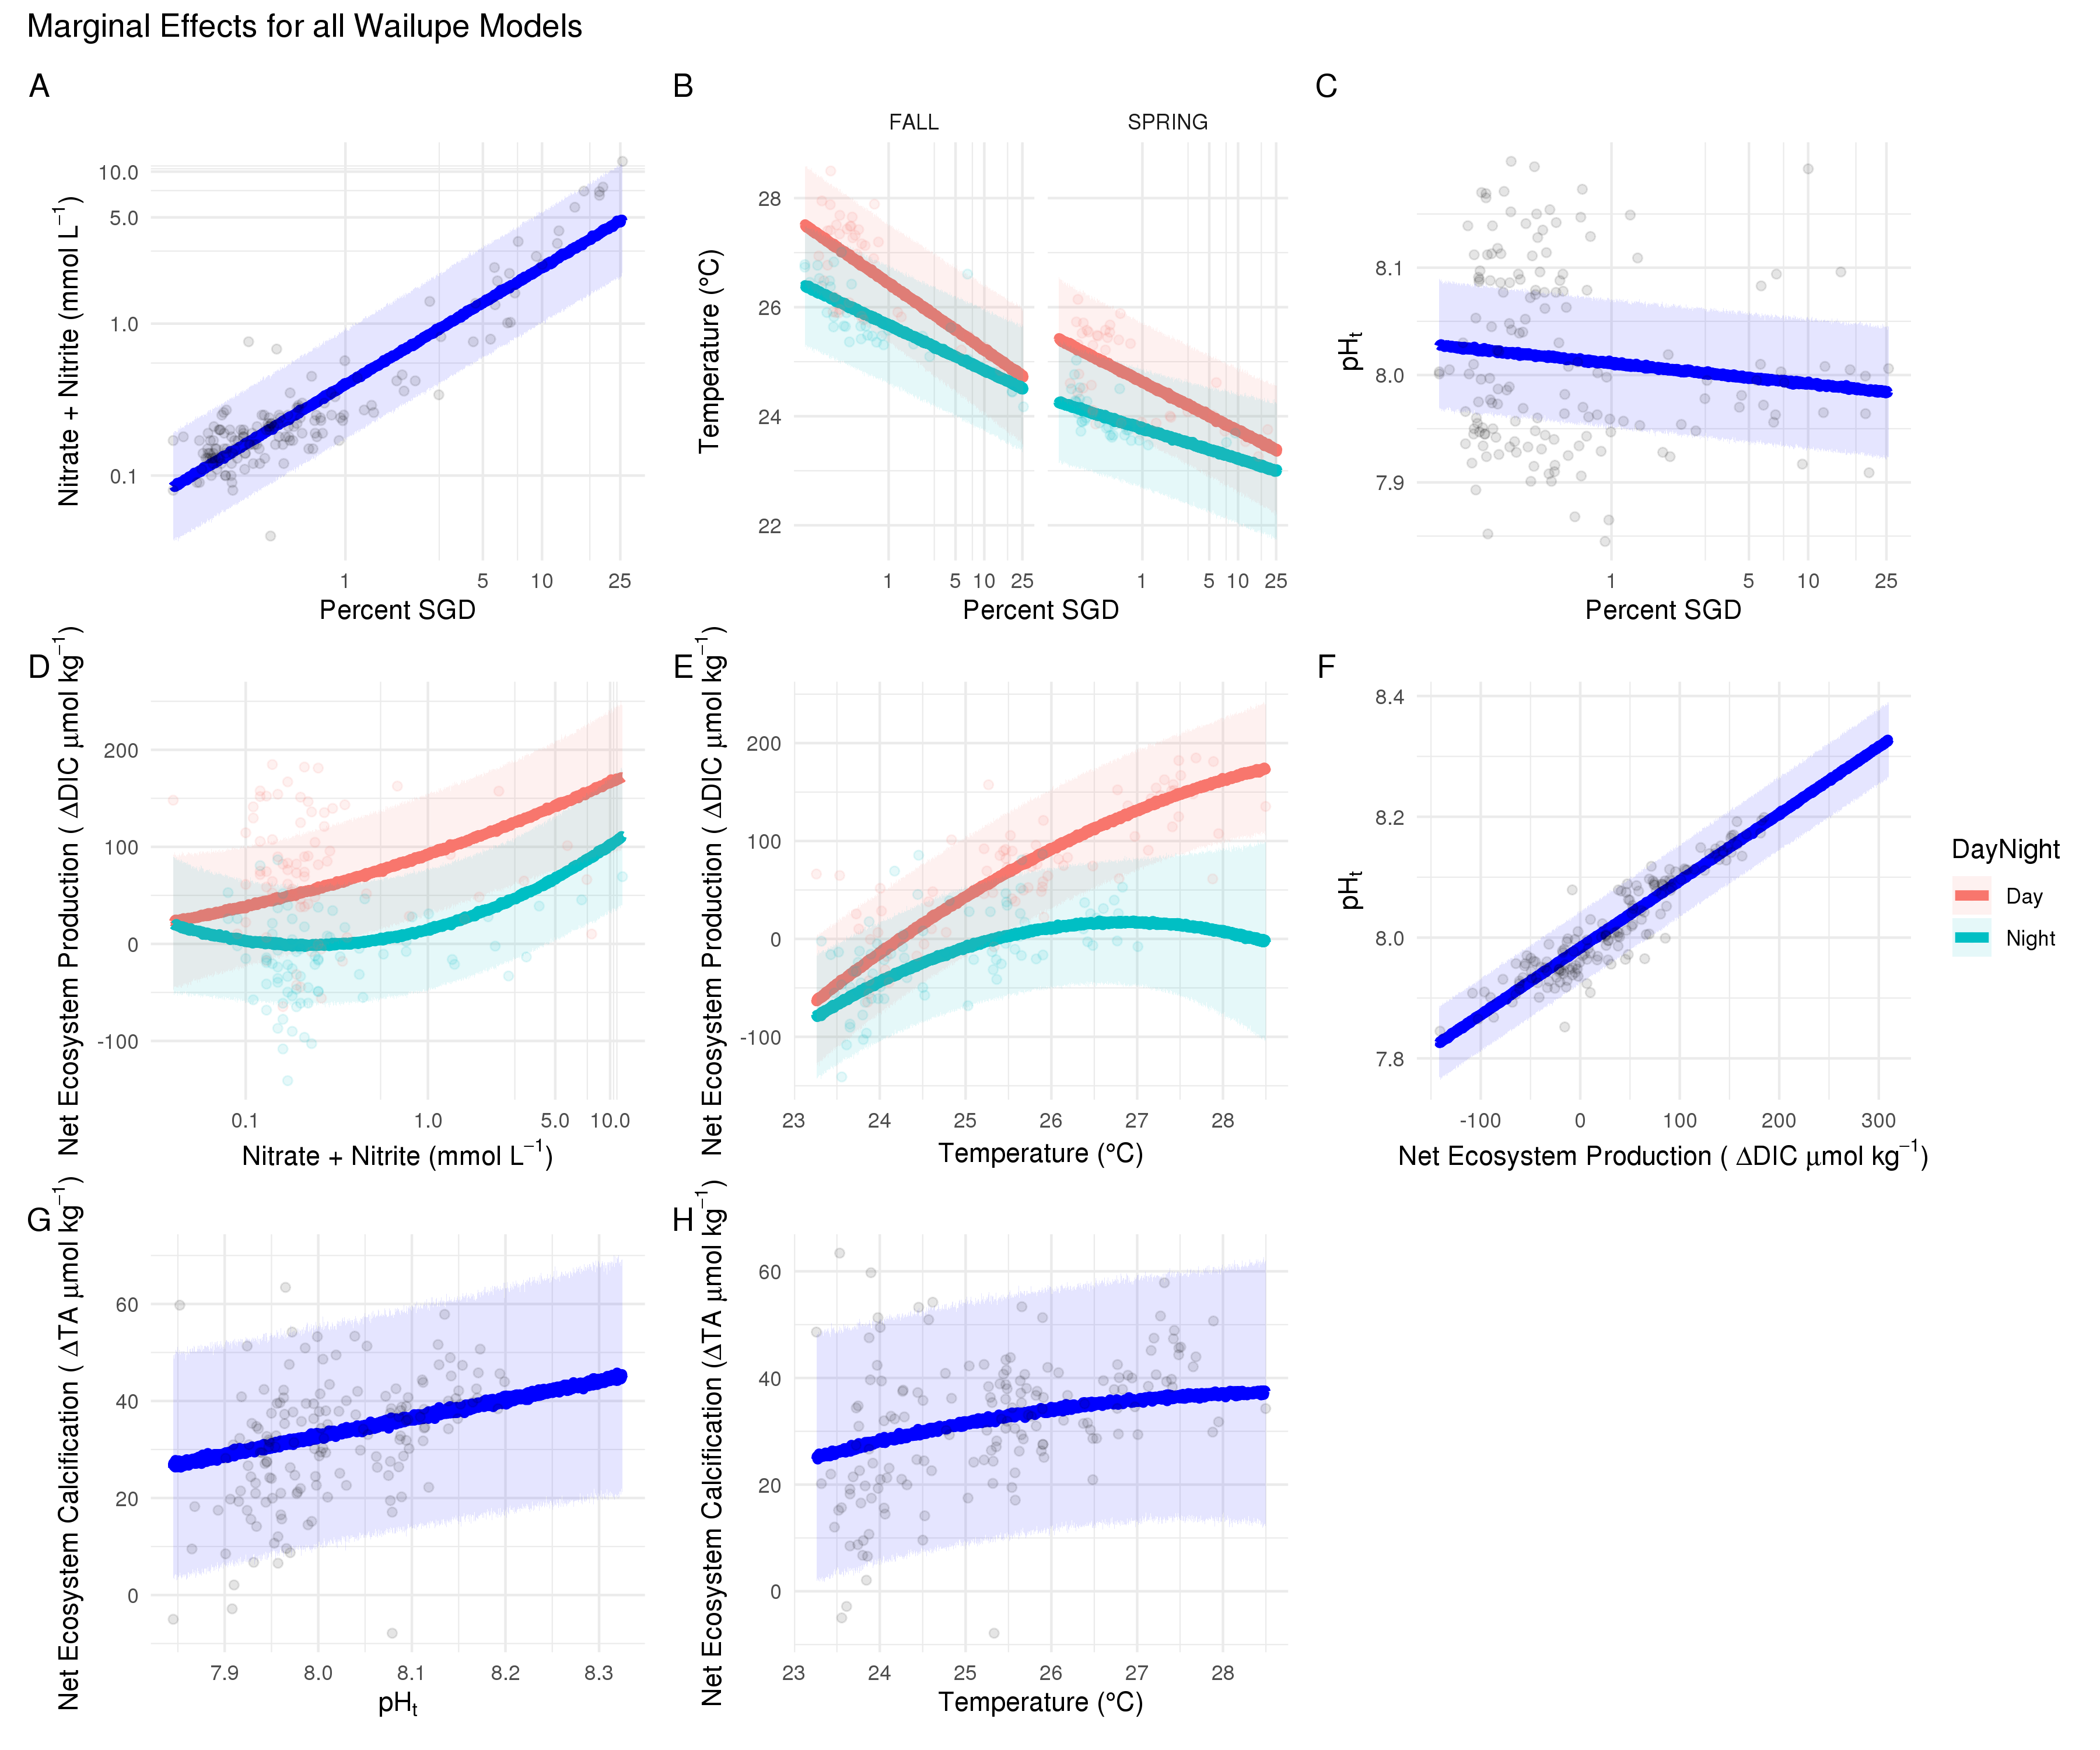 Marginal Effects for all Wailupe Models
A
Nitrate + Nitrite (mmol L−1)
10.0
5.0
1.0
0.1
1 5 10 25
Percent SGD
B
FALL SPRING
Temperature (°C)
28
26
24
22
1 5 10 25 1 5 10 25
Percent SGD
C
pHt
8.1
8.0
7.9
1 5 10 25
Percent SGD
D
Net Ecosystem Production ( ΔDIC μmol kg−1)
200
100
0
-100
0.1 1.0 5.0 10.0
Nitrate + Nitrite (mmol L−1)
E
Net Ecosystem Production ( ΔDIC μmol kg−1)
200
100
0
-100
23 24 25 26 27 28
Temperature (°C)
F
pHt
8.4
8.2
8.0
7.8
-100 0 100 200 300
Net Ecosystem Production ( ΔDIC μmol kg−1)
DayNight
Day
Night
G
Net Ecosystem Calcification ( ΔTA μmol kg−1)
60
40
20
0
7.9 8.0 8.1 8.2 8.3
pHt
H
Net Ecosystem Calcification (ΔTA μmol kg−1)
60
40
20
0
23 24 25 26 27 28
Temperature (°C)